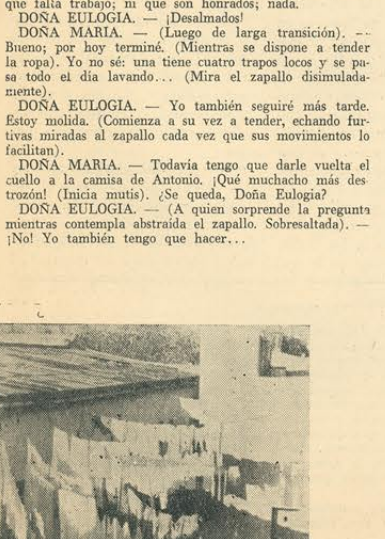 que falta trabajo; ni que son honrados; nada.
DOÑA EULOGIA. — ¡Desalmados!
DOÑA MARIA. — (Luego de larga transición). —
Bueno; por hoy terminé. (Mientras se dispone a tender
la ropa). Yo no sé: una tiene cuatro trapos locos y se pa-
sa todo el día lavando... (Mira el zapallo disimulada-
mente).
DOÑA EULOGIA. — Yo también seguiré más tarde.
Estoy molida. (Comienza a su vez a tender, echando fur-
tivas miradas al zapallo cada vez que sus movimientos lo
facilitan).
DOÑA MARIA. — Todavía tengo que darle vuelta el
cuello a la camisa de Antonio. ¡Qué muchacho más des
trozón! (Inicia mutis). ¿Se queda, Doña Eulogia?
DOÑA EULOGIA. — (A quien sorprende la pregunta
mientras contempla abstraída el zapallo. Sobresaltada). —
¡No! Yo también tengo que hacer...